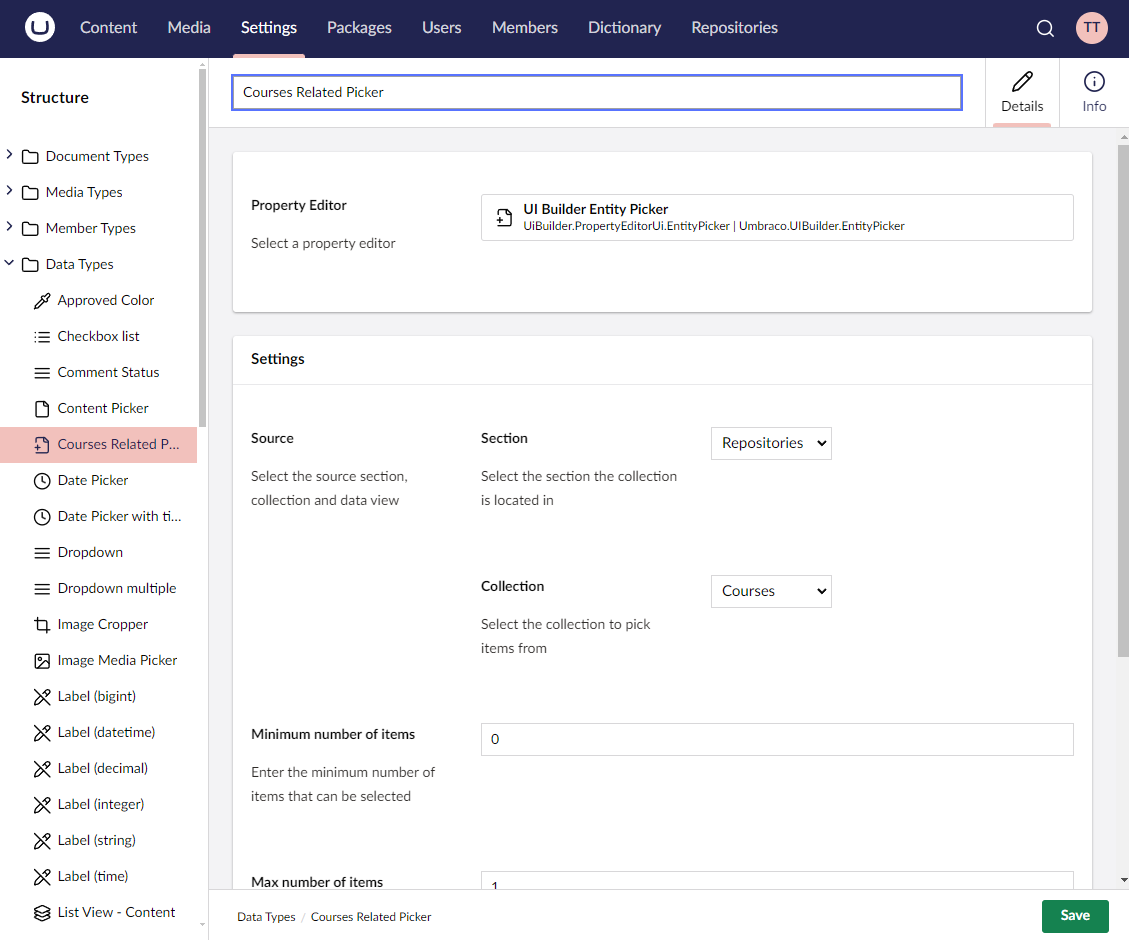 Content Media Settings Packages Users Members Dictionary Repositories TT
Structure
Document Types
Media Types
Member Types
Data Types
Approved Color
Checkbox list
Comment Status
Content Picker
Courses Related P...
Date Picker
Date Picker with ti...
Dropdown
Dropdown multiple
Image Cropper
Image Media Picker
Label (bigint)
Label (datetime)
Label (decimal)
Label (integer)
Label (string)
Label (time)
List View - Content
Courses Related Picker
Details
Info
Property Editor
Select a property editor
UI Builder Entity Picker
UiBuilder.PropertyEditorUi.EntityPicker | Umbraco.UIBuilder.EntityPicker
Settings
Source
Select the source section,
collection and data view
Section
Select the section the collection
is located in
Repositories
Collection
Select the collection to pick
items from
Courses
Minimum number of items
Enter the minimum number of
items that can be selected
0
Max number of items
1
Data Types / Courses Related Picker
Save